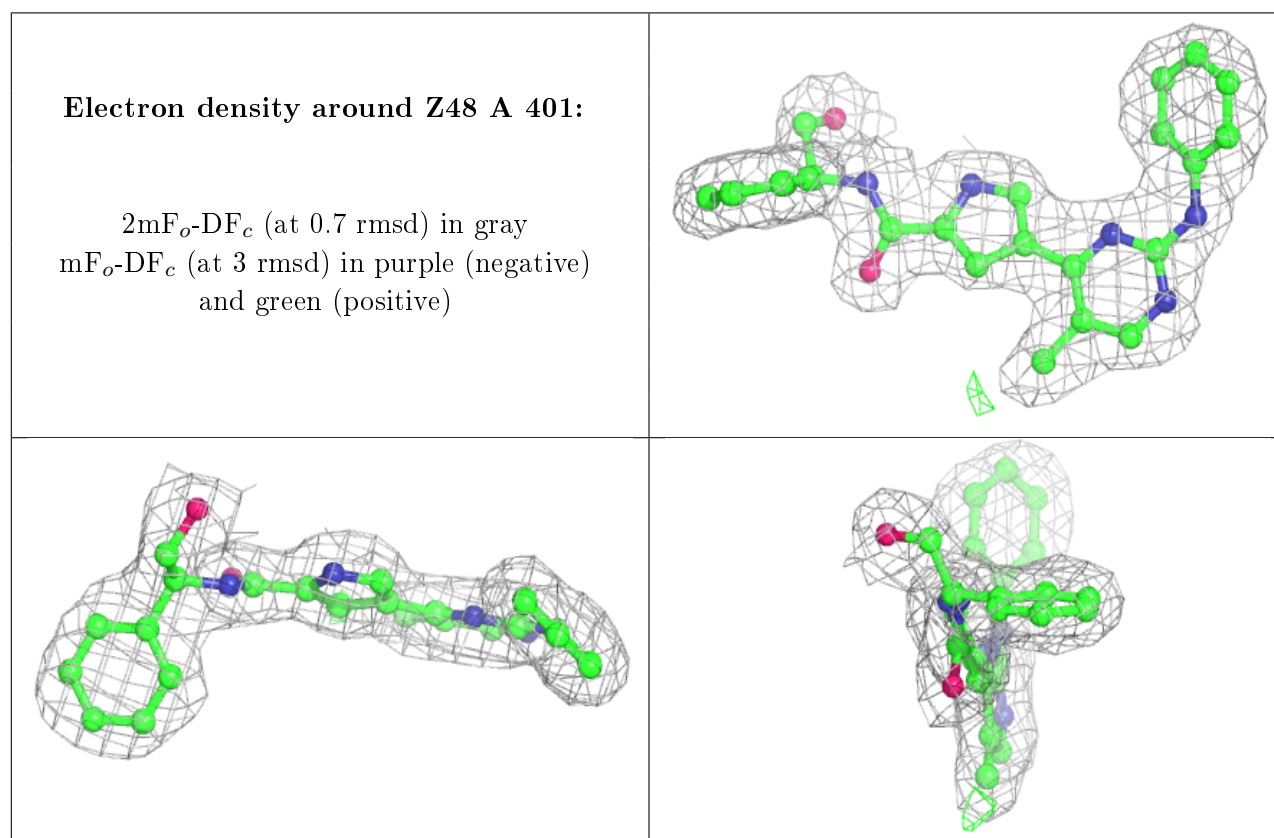 Electron density around Z48 A 401:
2mFo-DFc (at 0.7 rmsd) in gray
mFo-DFc (at 3 rmsd) in purple (negative)
and green (positive)